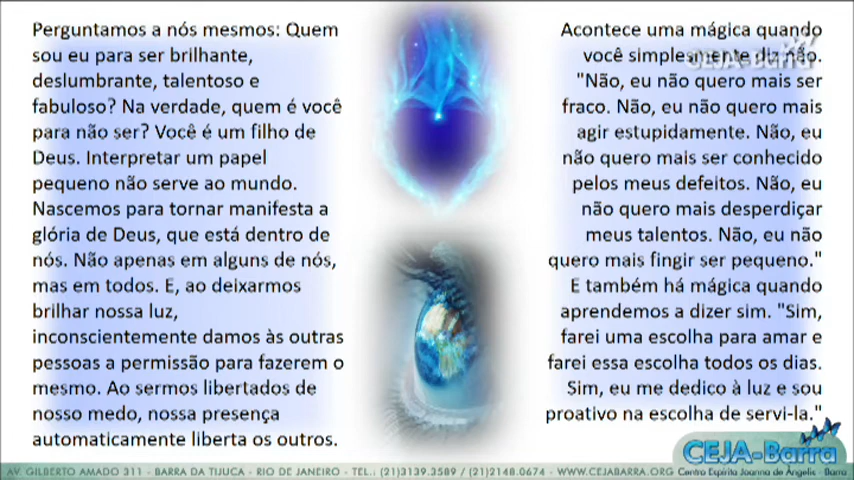 Perguntamos a nós mesmos: Quem
sou eu para ser brilhante,
deslumbrante, talentoso e
fabuloso? Na verdade, quem é você
para não ser? Você é um filho de
Deus. Interpretar um papel
pequeno não serve ao mundo.
Nascemos para tornar manifesta a
glória de Deus, que está dentro de
nós. Não apenas em alguns de nós,
mas em todos. E, ao deixarmos
brilhar nossa luz,
inconscientemente damos às outras
pessoas a permissão para fazerem o
mesmo. Ao sermos libertados de
nosso medo, nossa presença
automaticamente liberta os outros.
Acontece uma mágica quando
você simplesmente diz não.
"Não, eu não quero mais ser
fraco. Não, eu não quero mais
agir estupidamente. Não, eu
não quero mais ser conhecido
pelos meus defeitos. Não, eu
não quero mais desperdiçar
meus talentos. Não, eu não
quero mais fingir ser pequeno."
E também há mágica quando
aprendemos a dizer sim. "Sim,
farei uma escolha para amar e
farei essa escolha todos os dias.
Sim, eu me dedico à luz e sou
proativo na escolha de servi-la."
CEJA-Barra
CEJA-Barra
AV. GILBERTO AMADO 311 - BARRA DA TIJUCA - RIO DE JANEIRO - TEL.: (21)3139.3589 / (21)2148.0674 - WWW.CEJABARRA.ORG
Centro Espírita Joanna de Ângelis - Barra